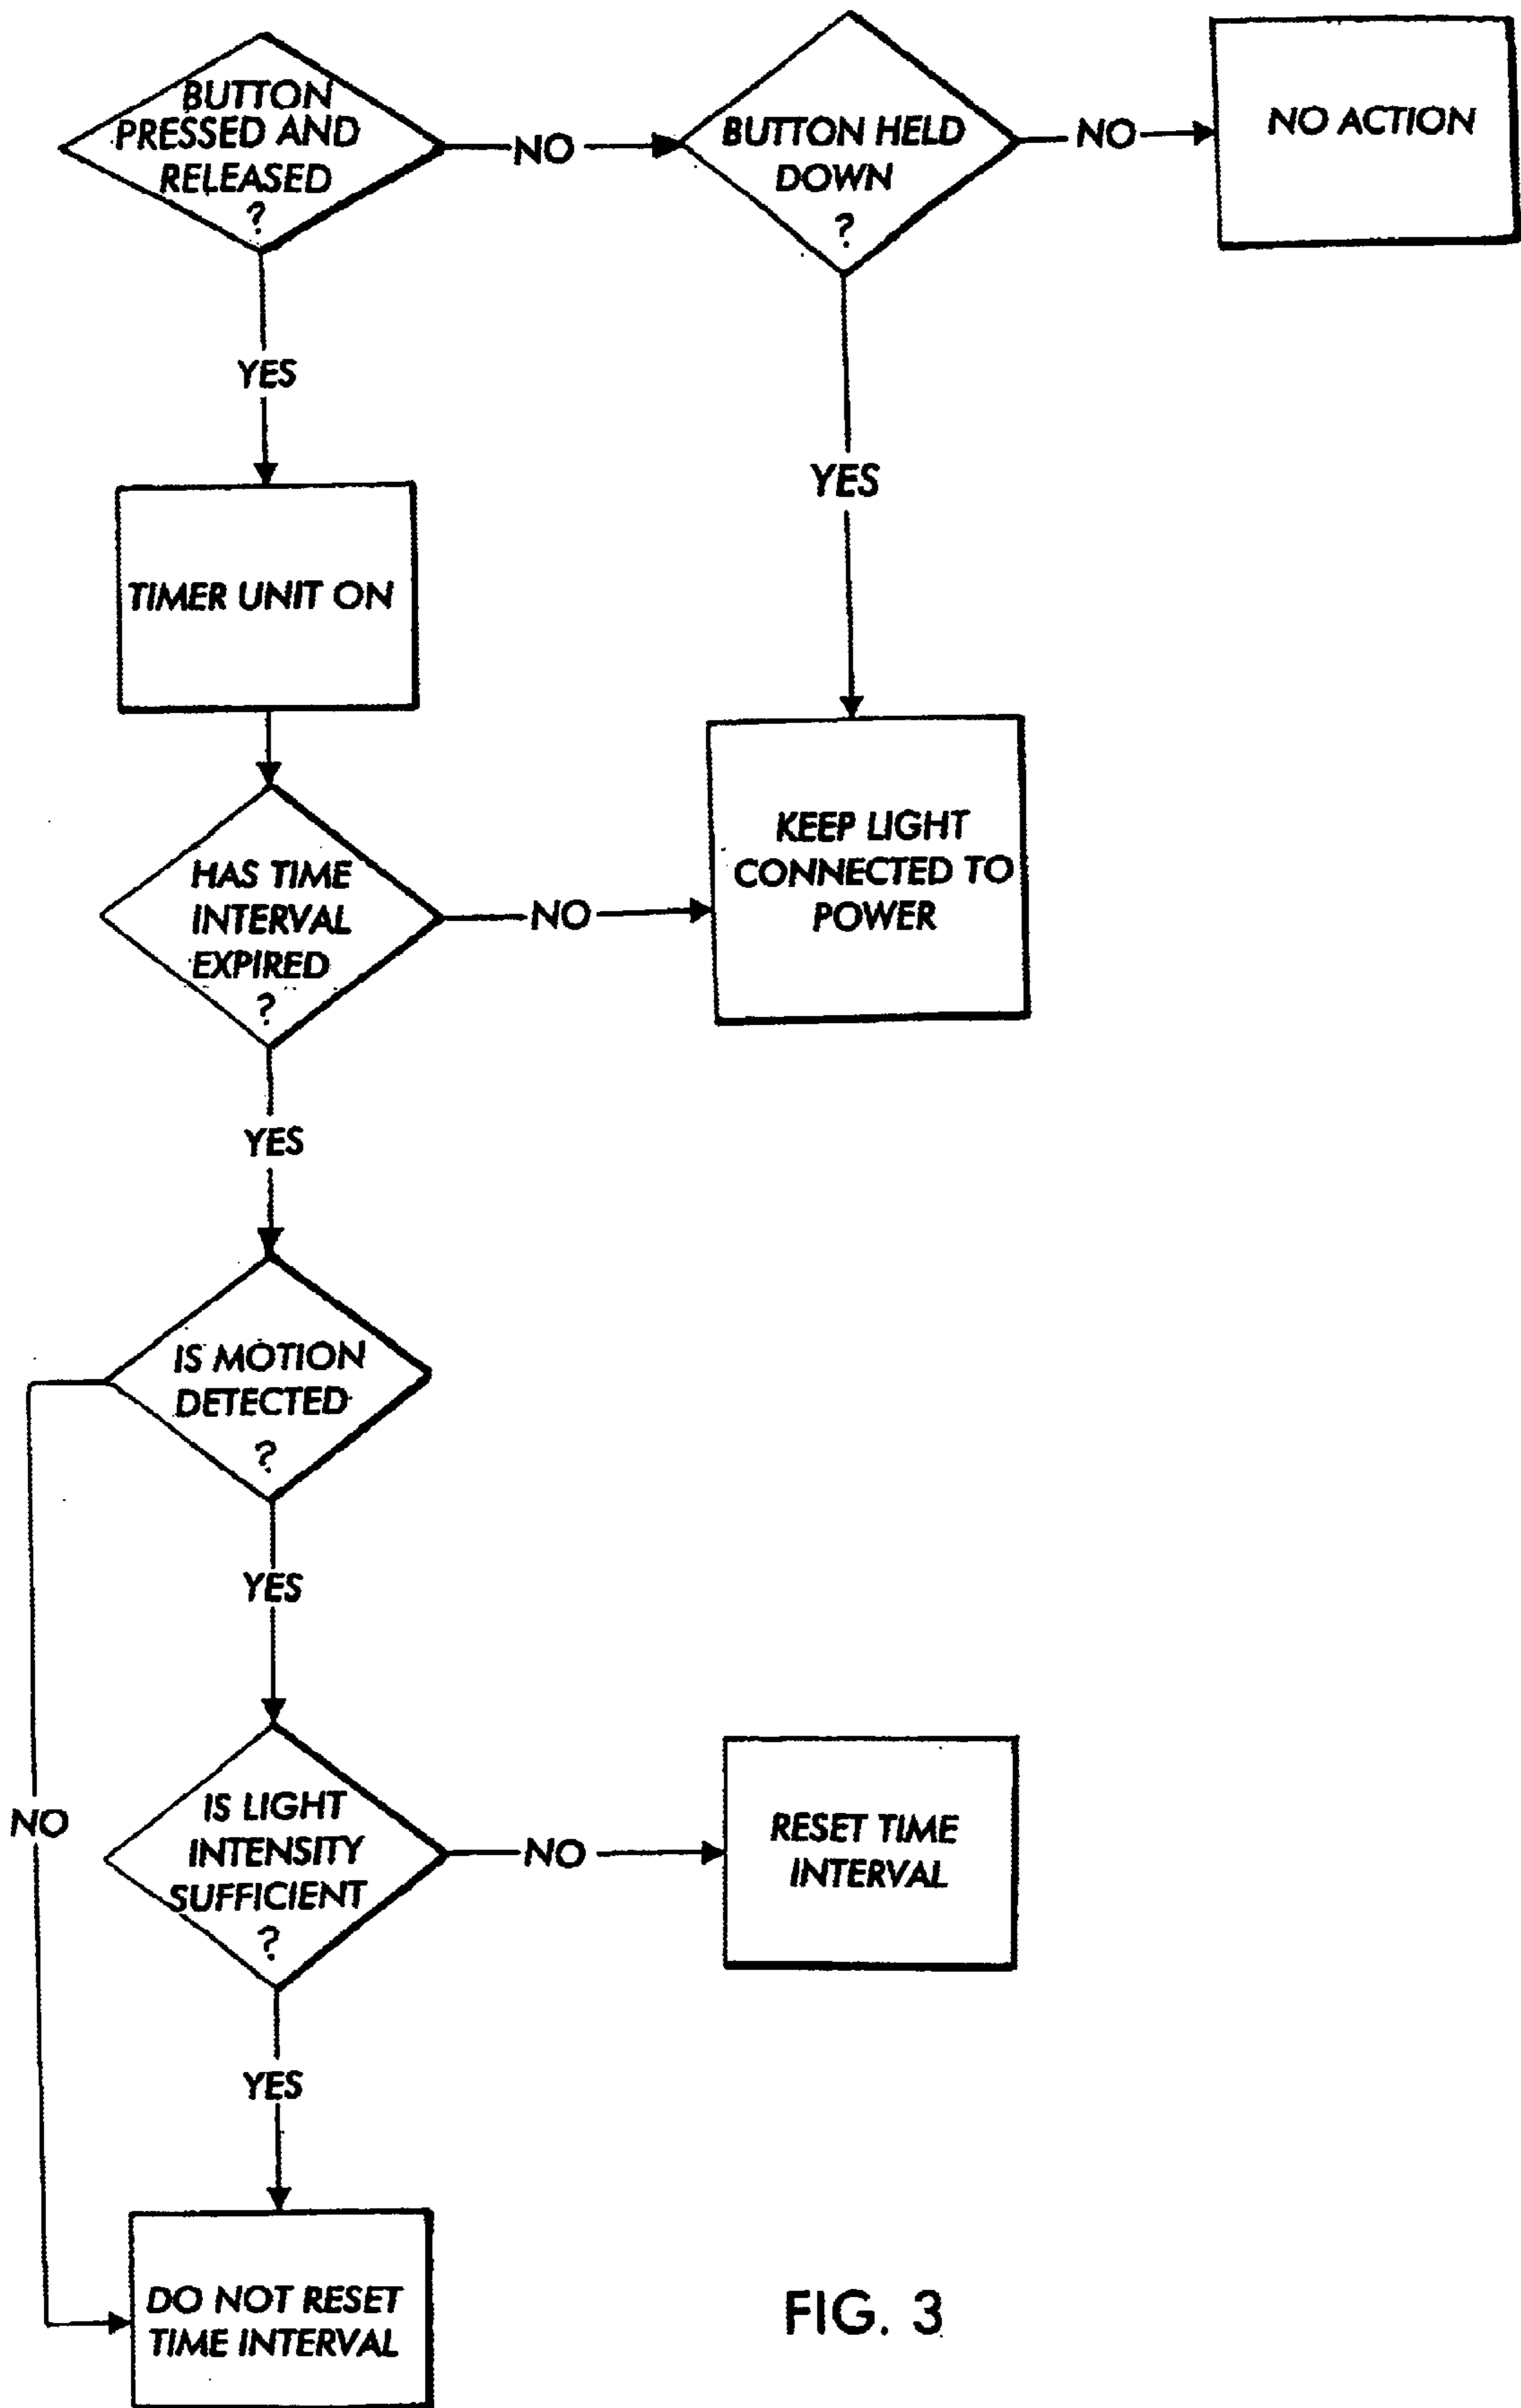 BUTTON
PRESSED AND
RELEASED
?
NO
BUTTON HELD
DOWN
?
NO
NO ACTION
YES
YES
TIMER UNIT ON
KEEP LIGHT
CONNECTED TO
POWER
HAS TIME
INTERVAL
EXPIRED
?
NO
YES
IS MOTION
DETECTED
?
YES
NO
IS LIGHT
INTENSITY
SUFFICIENT
?
NO
RESET TIME
INTERVAL
YES
DO NOT RESET
TIME INTERVAL
FIG. 3